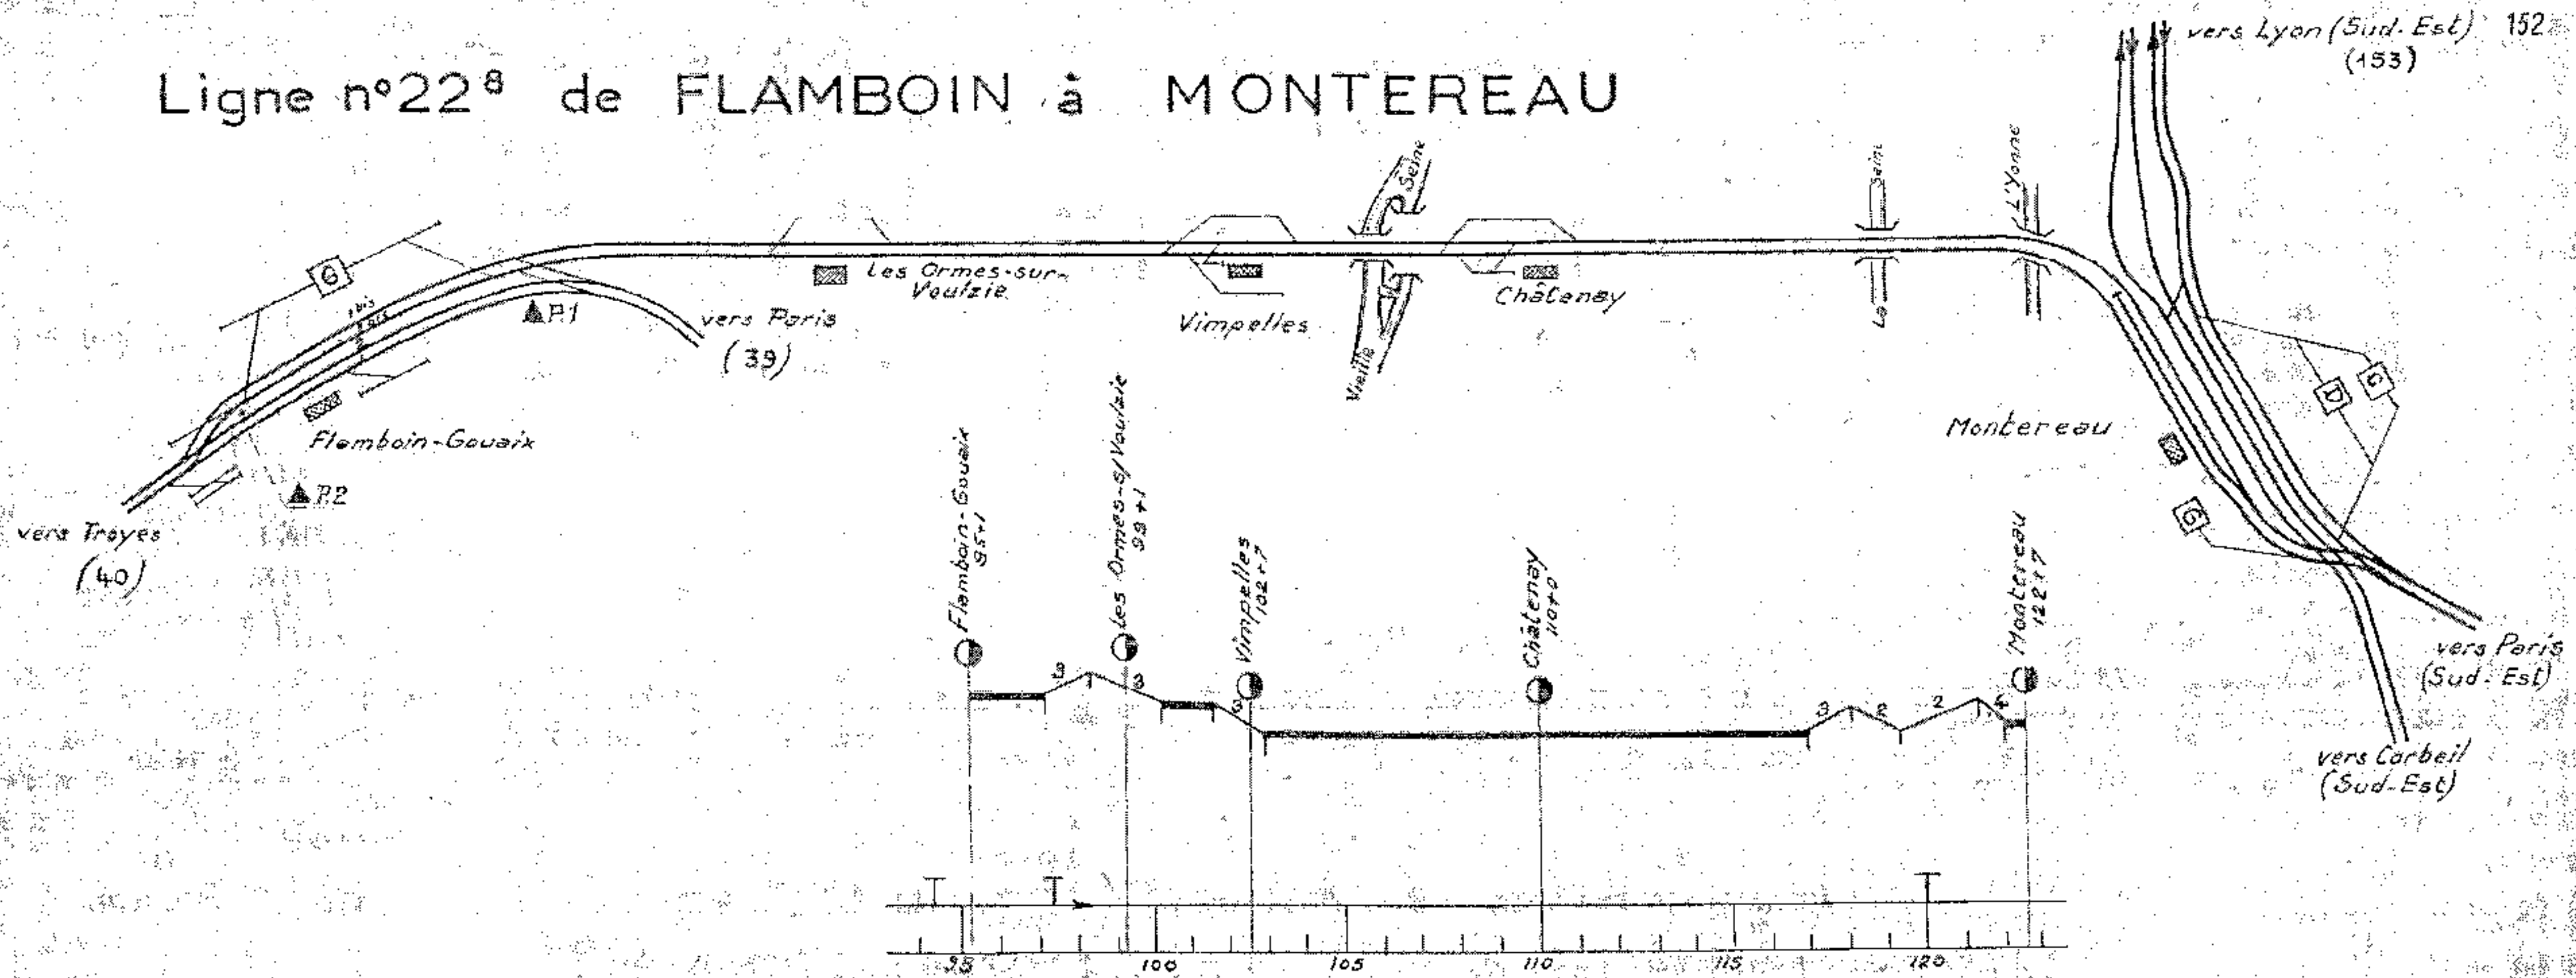 152
vers Lyon (Sud-Est)
(153)
Ligne n°22⁸ de FLAMBOIN à MONTEREAU
Seine
Seine
L'Yonne
G
1 bis
P.1
vers Paris
(39)
Les Ormes-sur-
Voulzie
Vimpelles
Vieille
Châtenay
La
Flamboin-Gouaix
P.2
vers Troyes
(40)
Montereau
D
G
G
Flamboin-Gouaix
95+1
Les Ormes-s/Voulzie
99+1
Vimpelles
102+7
Châtenay
110+0
Montereau
122+7
vers Paris
(Sud-Est)
vers Corbeil
(Sud-Est)
3
3
3
3
2
2
4
95
100
105
110
115
120